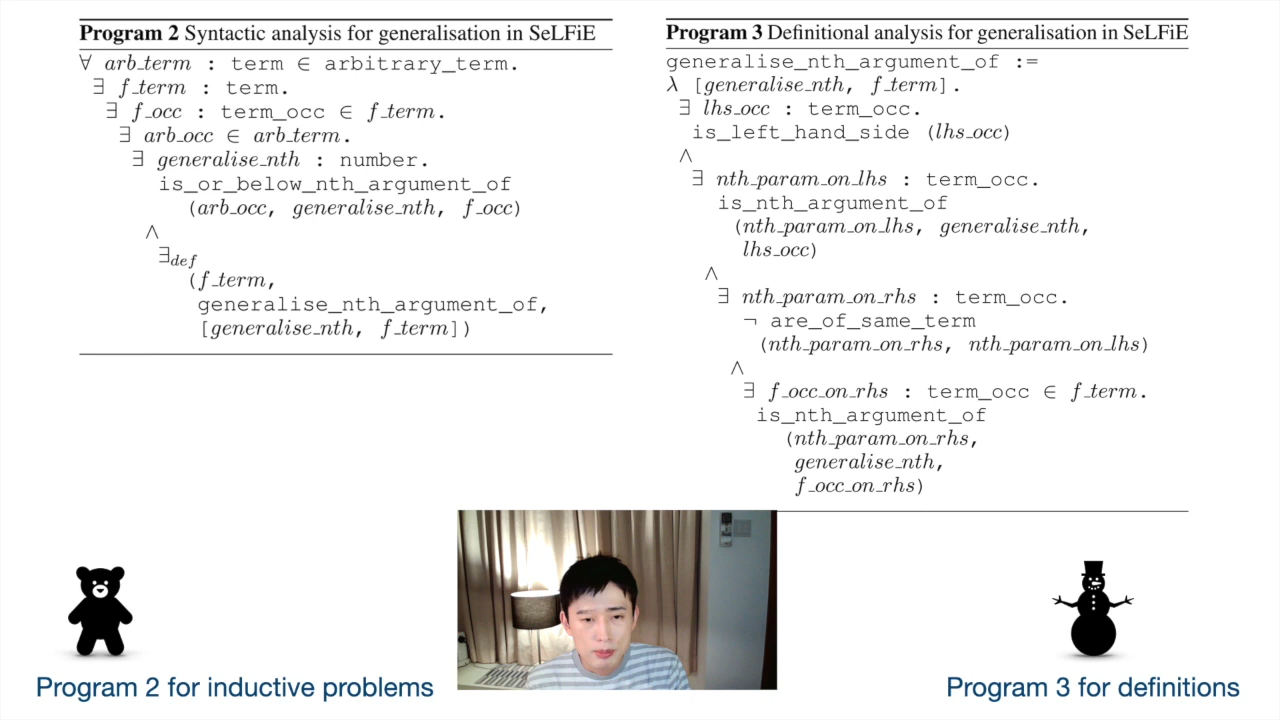 Program 2 Syntactic analysis for generalisation in SeLFiE
∀ arb_term : term ∈ arbitrary_term.
∃ f_term : term.
∃ f_occ : term_occ ∈ f_term.
∃ arb_occ ∈ arb_term.
∃ generalise_nth : number.
is_or_below_nth_argument_of
(arb_occ, generalise_nth, f_occ)
∧
∃def
(f_term,
generalise_nth_argument_of,
[generalise_nth, f_term])
Program 3 Definitional analysis for generalisation in SeLFiE
generalise_nth_argument_of :=
λ [generalise_nth, f_term].
∃ lhs_occ : term_occ.
is_left_hand_side (lhs_occ)
∧
∃ nth_param_on_lhs : term_occ.
is_nth_argument_of
(nth_param_on_lhs, generalise_nth,
lhs_occ)
∧
∃ nth_param_on_rhs : term_occ.
¬ are_of_same_term
(nth_param_on_rhs, nth_param_on_lhs)
∧
∃ f_occ_on_rhs : term_occ ∈ f_term.
is_nth_argument_of
(nth_param_on_rhs,
generalise_nth,
f_occ_on_rhs)
Program 2 for inductive problems
Program 3 for definitions